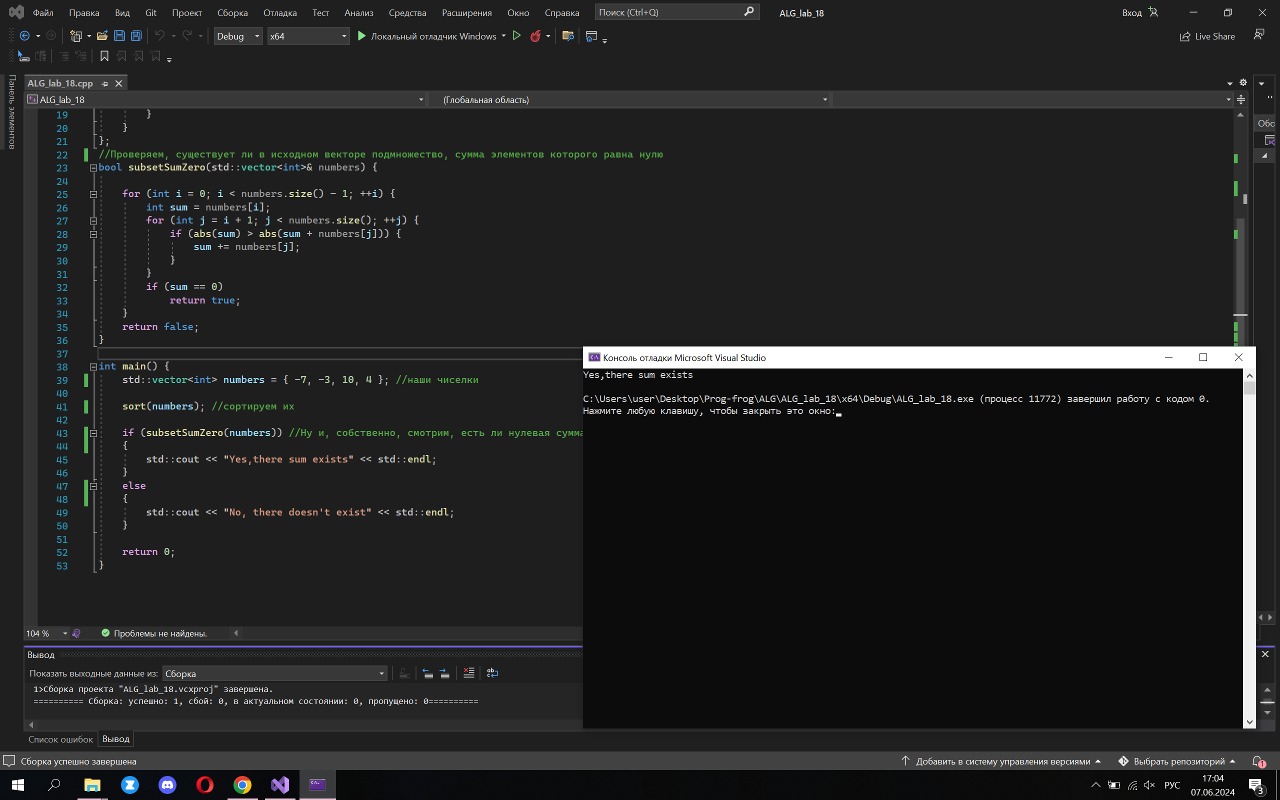 Файл Правка Вид Git Проект Сборка Отладка Тест Анализ Средства Расширения Окно Справка Поиск (Ctrl+Q) ALG_lab_18 Вход
Debug x64 Локальный отладчик Windows Live Share
Панель элементов
ALG_lab_18.cpp
ALG_lab_18 (Глобальная область)
Обо
19 }
20 }
21 };
22 //Проверяем, существует ли в исходном векторе подмножество, сумма элементов которого равна нулю
23 bool subsetSumZero(std::vector<int>& numbers) {
24
25 for (int i = 0; i < numbers.size() - 1; ++i) {
26 int sum = numbers[i];
27 for (int j = i + 1; j < numbers.size(); ++j) {
28 if (abs(sum) > abs(sum + numbers[j])) {
29 sum += numbers[j];
30 }
31 }
32 if (sum == 0)
33 return true;
34 }
35 return false;
36 }
37
38 int main() {
39 std::vector<int> numbers = { -7, -3, 10, 4 }; //наши чиселки
40
41 sort(numbers); //сортируем их
42
43 if (subsetSumZero(numbers)) //Ну и, собственно, смотрим, есть ли нулевая сумма
44 {
45 std::cout << "Yes,there sum exists" << std::endl;
46 }
47 else
48 {
49 std::cout << "No, there doesn't exist" << std::endl;
50 }
51
52 return 0;
53 }
Консоль отладки Microsoft Visual Studio
Yes,there sum exists
C:\Users\user\Desktop\Prog-frog\ALG\ALG_lab_18\x64\Debug\ALG_lab_18.exe (процесс 11772) завершил работу с кодом 0.
Нажмите любую клавишу, чтобы закрыть это окно:
104 % Проблемы не найдены.
Вывод
Показать выходные данные из: Сборка
1>Сборка проекта "ALG_lab_18.vcxproj" завершена.
========== Сборка: успешно: 1, сбой: 0, в актуальном состоянии: 0, пропущено: 0==========
Список ошибок Вывод
Сборка успешно завершена Добавить в систему управления версиями Выбрать репозиторий 1
РУС 17:04
07.06.2024 3